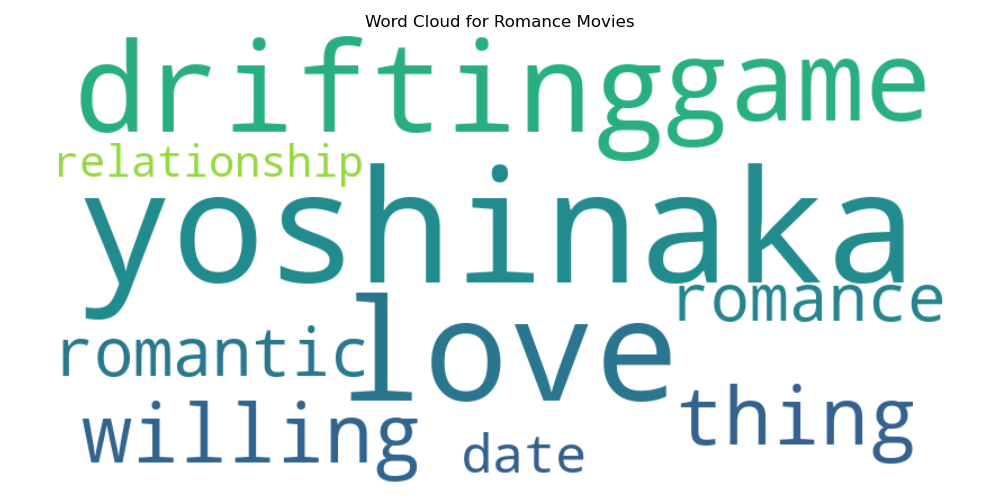 Word Cloud for Romance Movies
drifting game
relationship
yoshinaka
romance
love
romantic
thing
willing
date